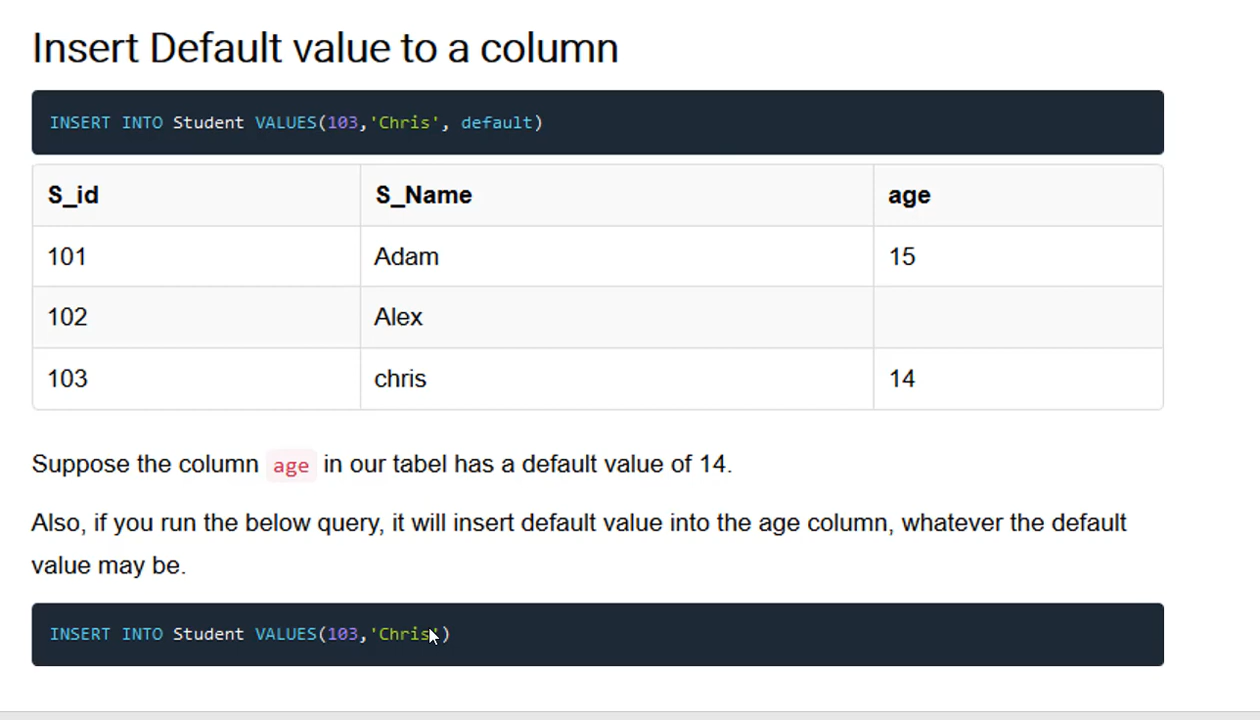 Insert Default value to a column
INSERT INTO Student VALUES(103,'Chris', default)
S_id S_Name age
101 Adam 15
102 Alex
103 chris 14
Suppose the column age in our tabel has a default value of 14.
Also, if you run the below query, it will insert default value into the age column, whatever the default
value may be.
INSERT INTO Student VALUES(103,'Chris')